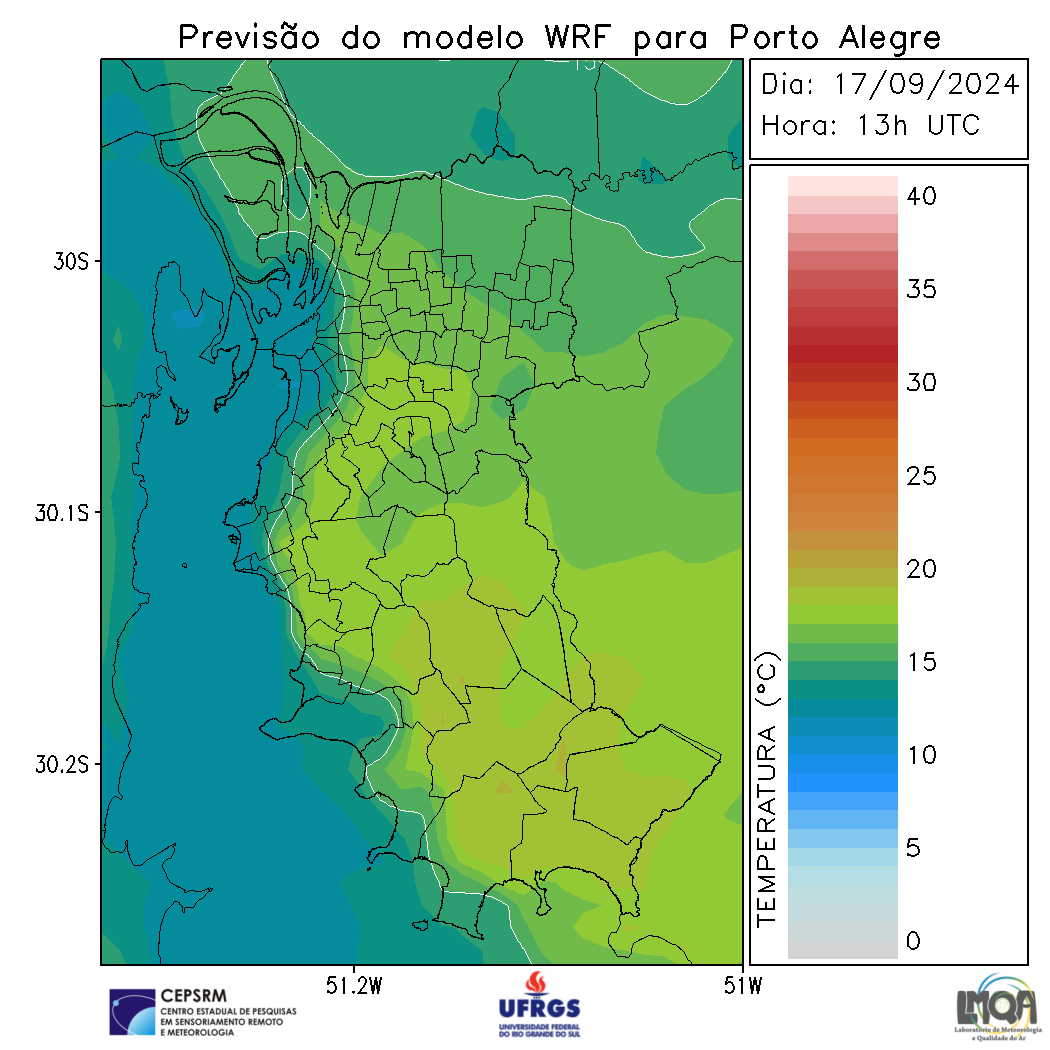 Previsão do modelo WRF para Porto Alegre
Dia: 17/09/2024
Hora: 13h UTC
15
40
35
30
25
20
15
10
5
0
TEMPERATURA (°C)
30S
30.1S
30.2S
51.2W
51W
CEPSRM
CENTRO ESTADUAL DE PESQUISAS
EM SENSORIAMENTO REMOTO
E METEOROLOGIA
UFRGS
UNIVERSIDADE FEDERAL
DO RIO GRANDE DO SUL
LMQA
Laboratório de Meteorologia
e Qualidade do Ar